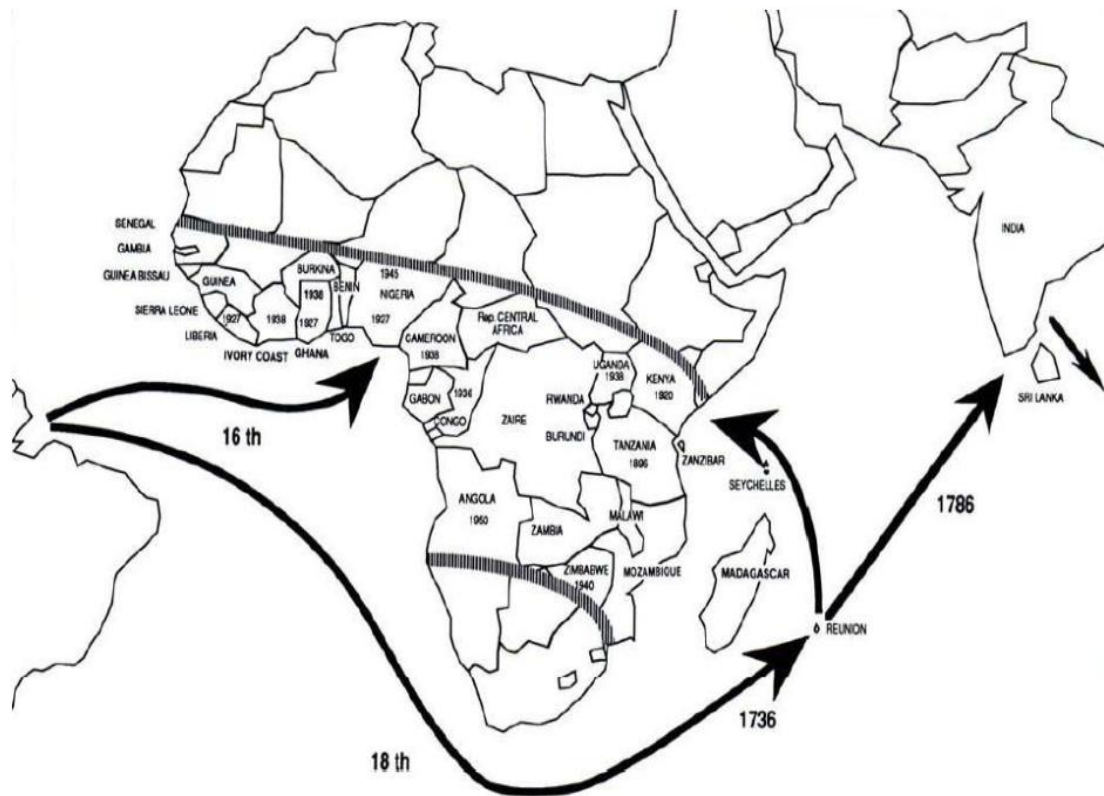 SENEGAL
GAMBIA
GUINEA BISSAU
GUINEA
SIERRA LEONE
1927
LIBERIA
1938
IVORY COAST
BURKINA
1938
1927
GHANA
BENIN
TOGO
1945
NIGERIA
1927
CAMEROON
1938
Rep. CENTRAL
AFRICA
GABON
1936
CONGO
ZAIRE
UGANDA
1938
KENYA
1920
RWANDA
BURUNDI
TANZANIA
1896
ZANZIBAR
SEYCHELLES
ANGOLA
1950
ZAMBIA
MALAWI
ZIMBABWE
1940
MOZAMBIQUE
MADAGASCAR
REUNION
INDIA
SRI LANKA
16 th
1786
1736
18 th